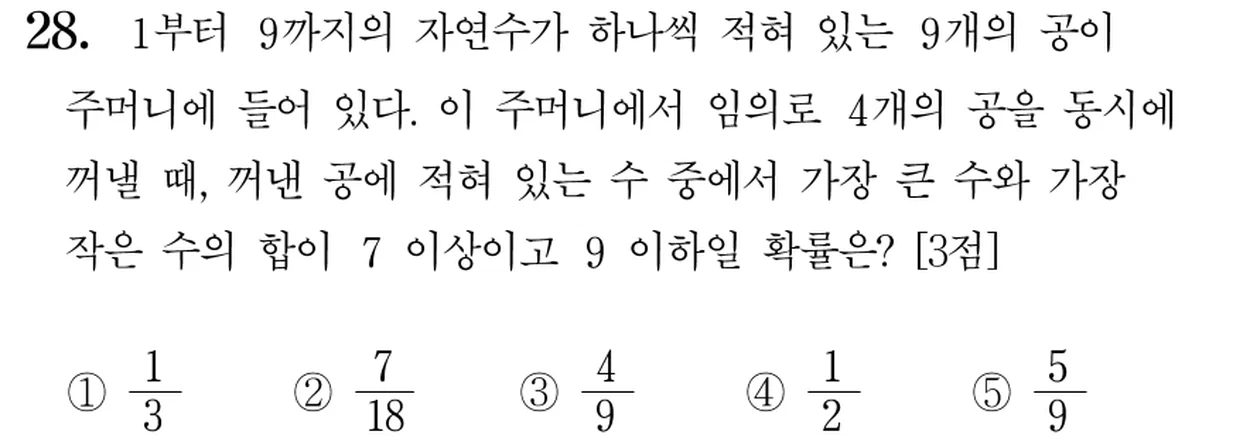 28. 1부터 9까지의 자연수가 하나씩 적혀 있는 9개의 공이
주머니에 들어 있다. 이 주머니에서 임의로 4개의 공을 동시에
꺼낼 때, 꺼낸 공에 적혀 있는 수 중에서 가장 큰 수와 가장
작은 수의 합이 7 이상이고 9 이하일 확률은? [3점]
① 1/3 ② 7/18 ③ 4/9 ④ 1/2 ⑤ 5/9